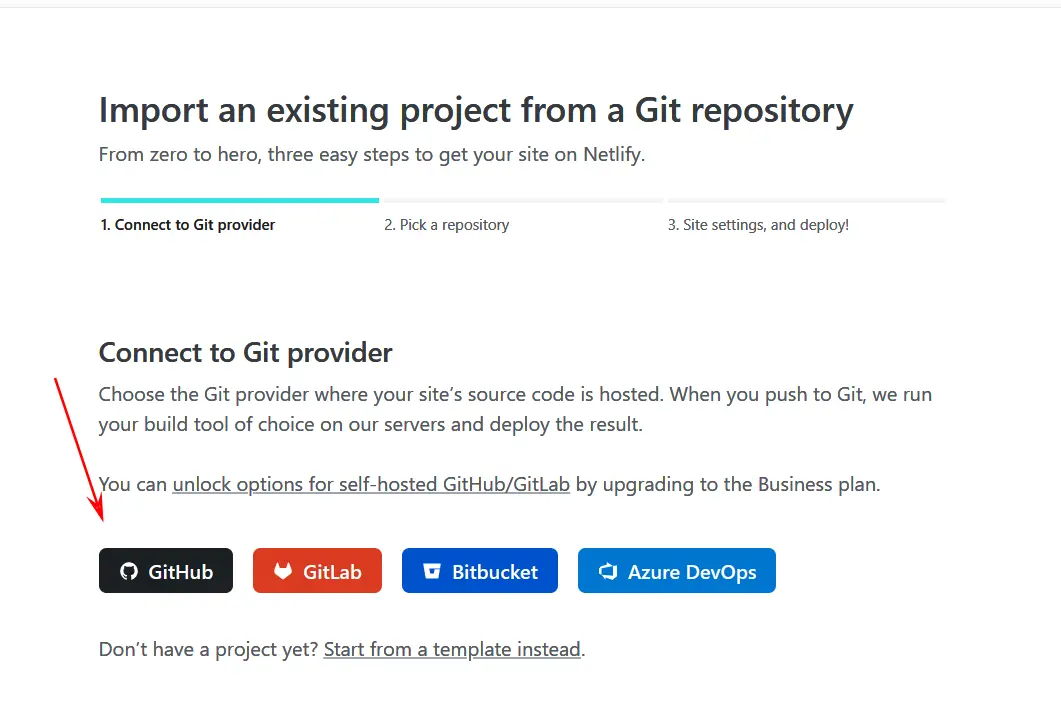 Import an existing project from a Git repository
From zero to hero, three easy steps to get your site on Netlify.
1. Connect to Git provider
2. Pick a repository
3. Site settings, and deploy!
Connect to Git provider
Choose the Git provider where your site’s source code is hosted. When you push to Git, we run
your build tool of choice on our servers and deploy the result.
You can unlock options for self-hosted GitHub/GitLab by upgrading to the Business plan.
GitHub
GitLab
Bitbucket
Azure DevOps
Don’t have a project yet? Start from a template instead.